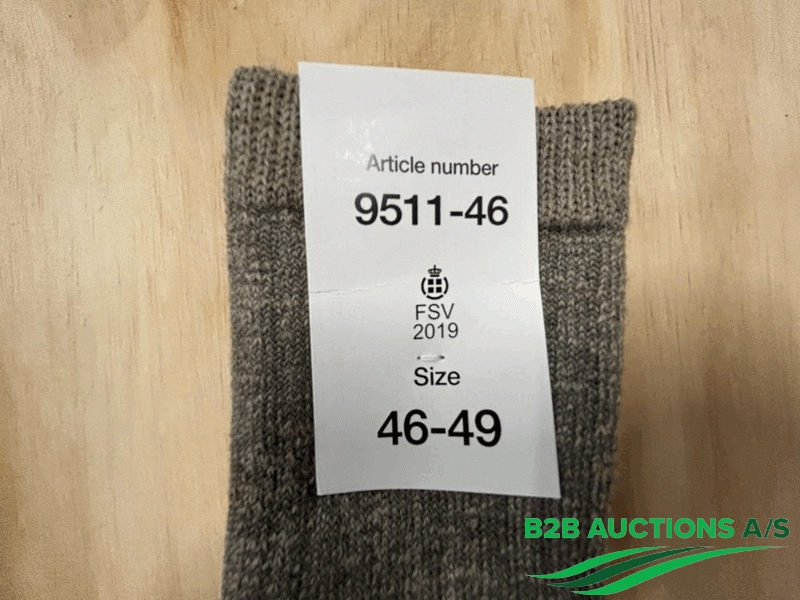 Article number
9511-46
FSV
2019
Size
46-49
B2B AUCTIONS A/S